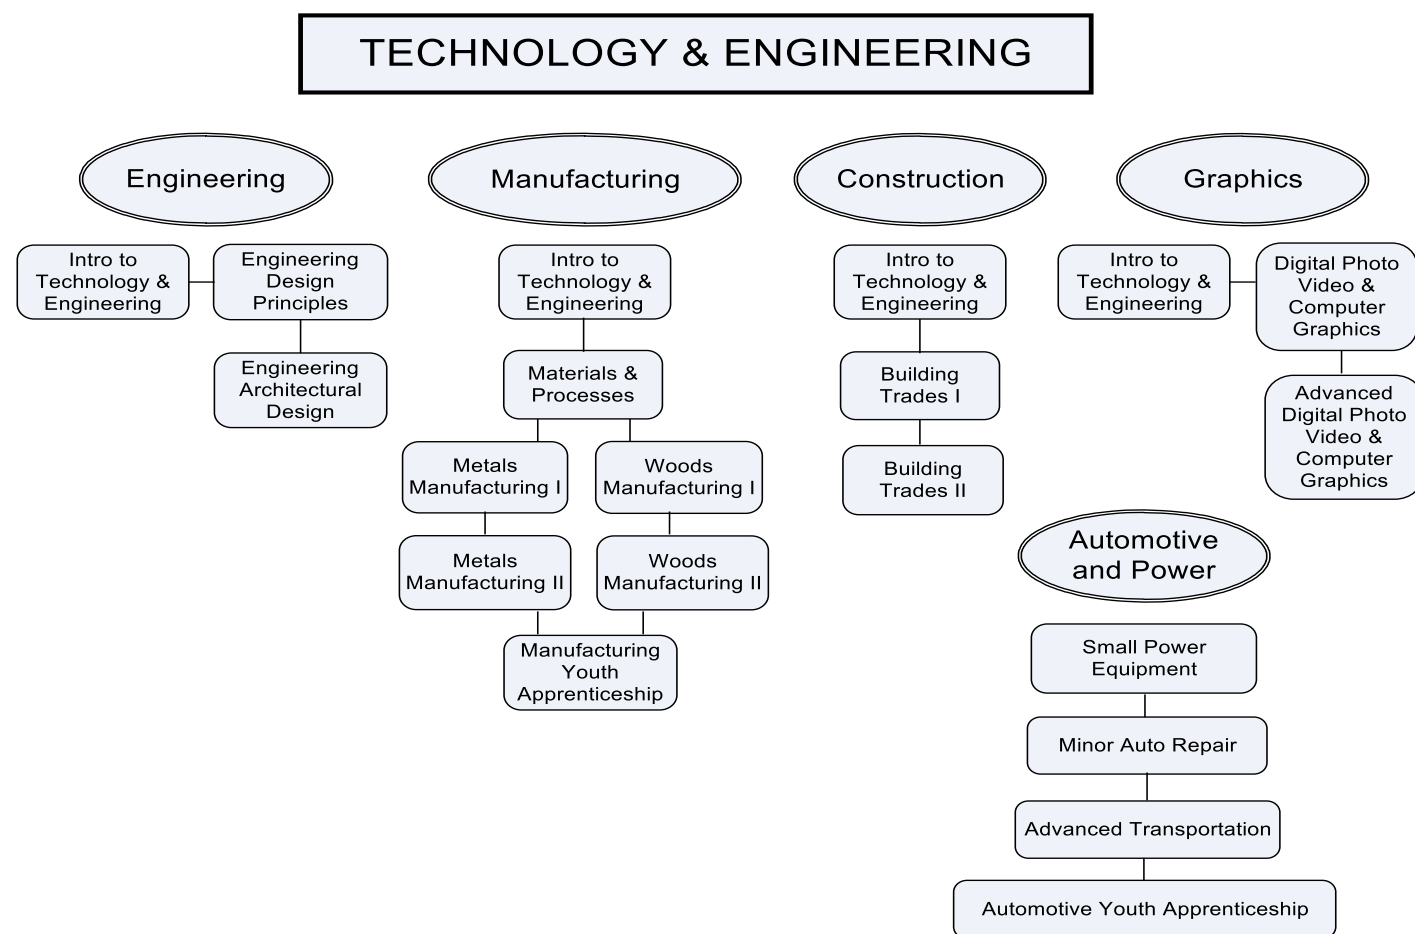 TECHNOLOGY & ENGINEERING
Engineering
Intro to
Technology &
Engineering
Engineering
Design
Principles
Engineering
Architectural
Design
Manufacturing
Intro to
Technology &
Engineering
Materials &
Processes
Metals
Manufacturing I
Woods
Manufacturing I
Metals
Manufacturing II
Woods
Manufacturing II
Manufacturing
Youth
Apprenticeship
Construction
Intro to
Technology &
Engineering
Building
Trades I
Building
Trades II
Graphics
Intro to
Technology &
Engineering
Digital Photo
Video &
Computer
Graphics
Advanced
Digital Photo
Video &
Computer
Graphics
Automotive
and Power
Small Power
Equipment
Minor Auto Repair
Advanced Transportation
Automotive Youth Apprenticeship